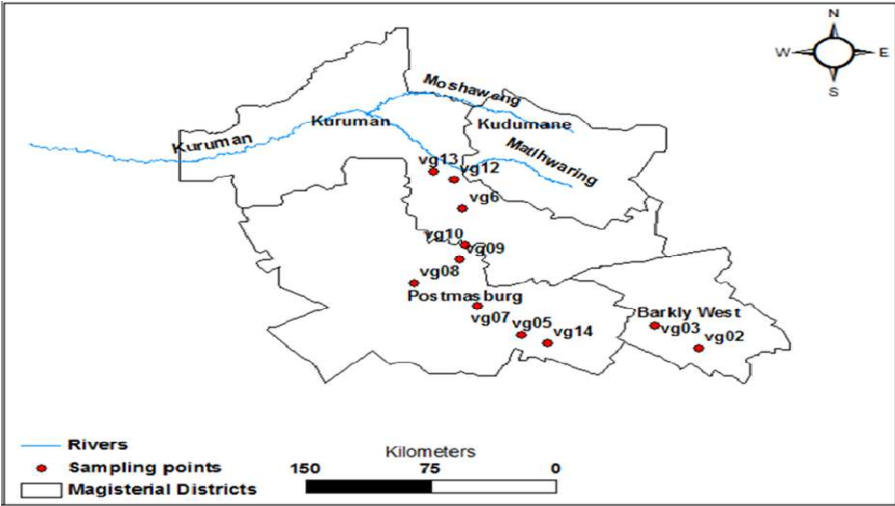 N
W E
S
Moshaweng
Kuruman
Kudumane
Kuruman
Matlhwaring
vg13
vg12
vg6
vg10
vg09
vg08
Postmasburg
vg07
vg05
vg14
Barkly West
vg03
vg02
Rivers
Sampling points
Magisterial Districts
Kilometers
150 75 0